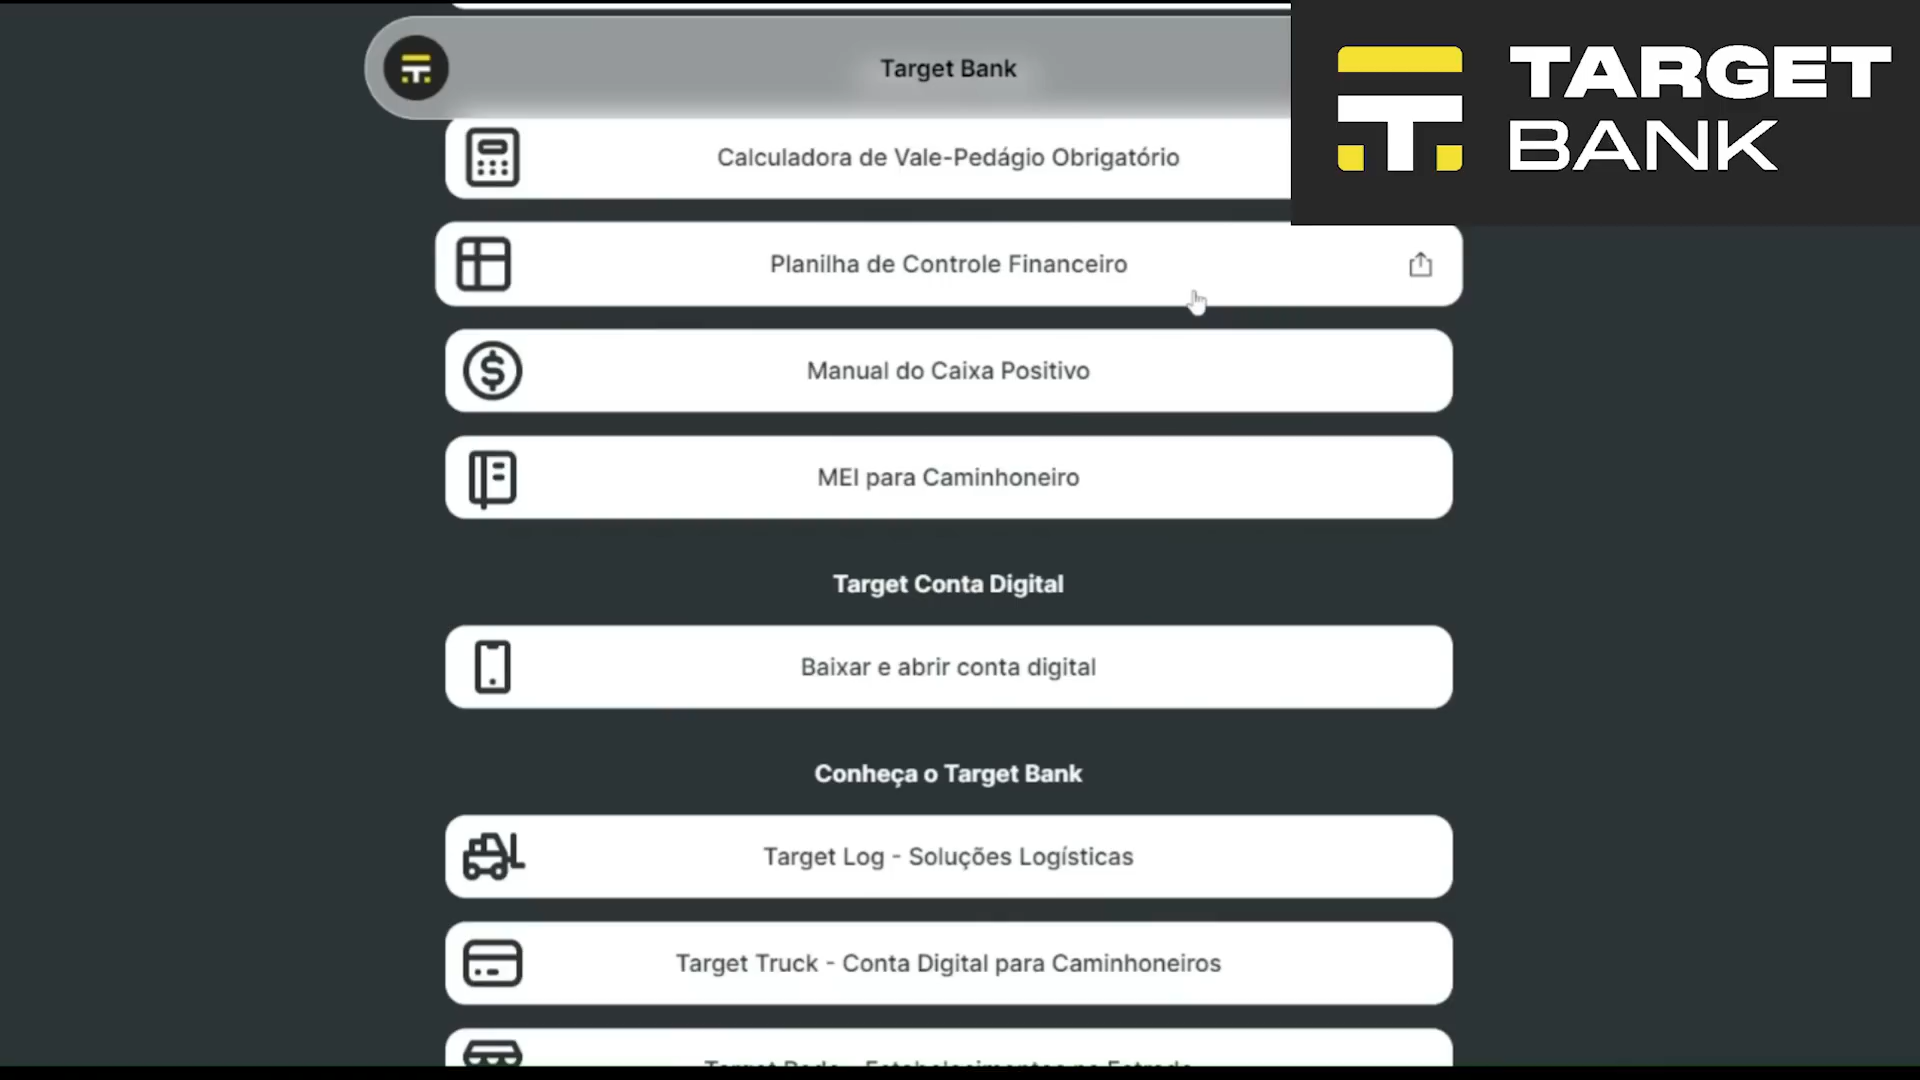 Target Bank
TARGET
BANK
Calculadora de Vale-Pedágio Obrigatório
Planilha de Controle Financeiro
Manual do Caixa Positivo
MEI para Caminhoneiro
Target Conta Digital
Baixar e abrir conta digital
Conheça o Target Bank
Target Log - Soluções Logísticas
Target Truck - Conta Digital para Caminhoneiros